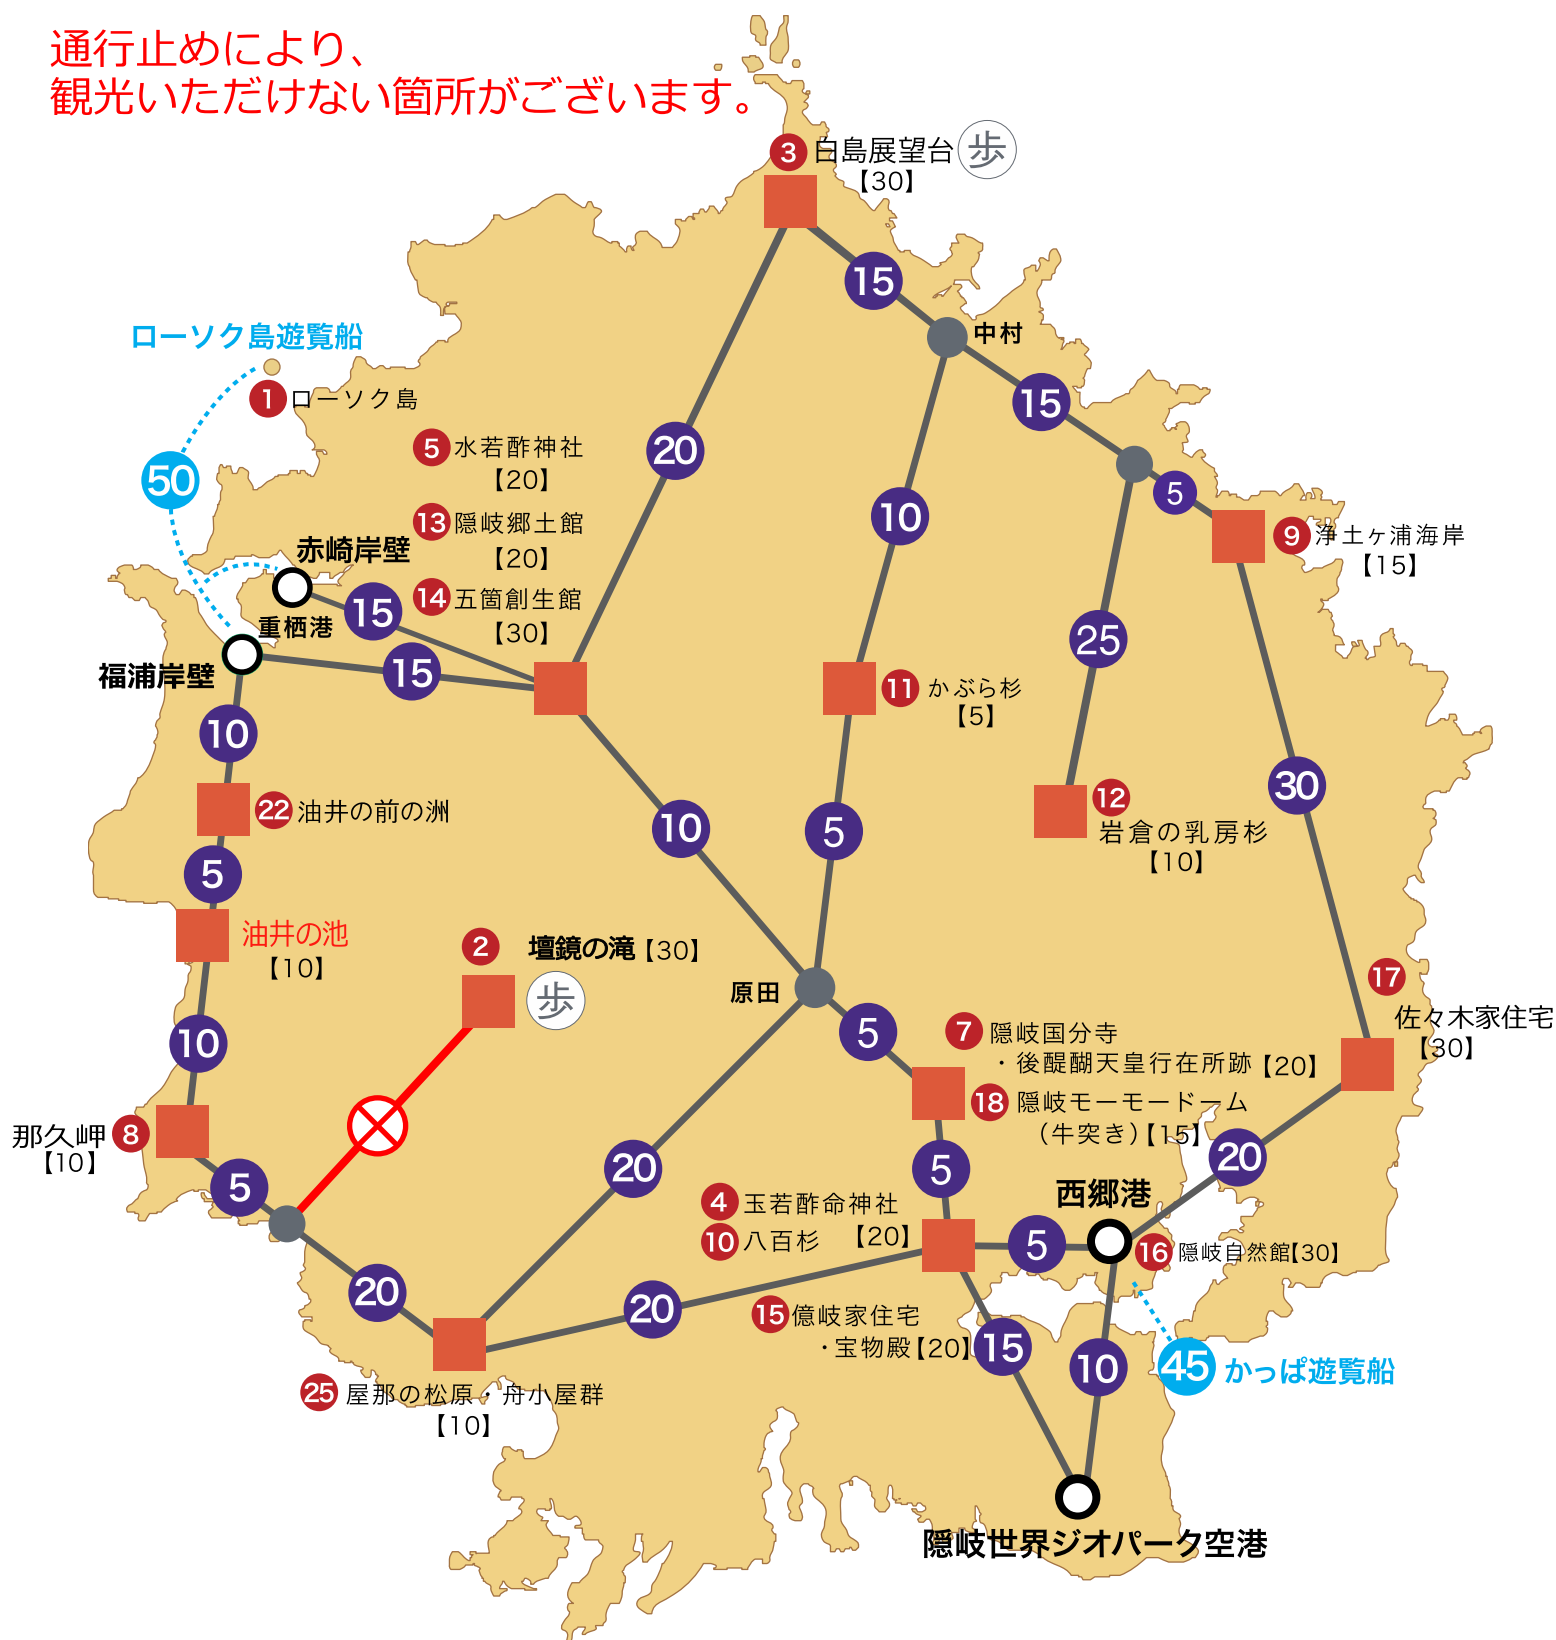 通行止めにより、
観光いただけない箇所がございます。
3 白島展望台 歩
【30】
15
中村
ローソク島遊覧船
1 ローソク島
15
5 水若酢神社
【20】
20
50
5
13 隠岐郷土館
【20】
10
9 浄土ヶ浦海岸
【15】
赤崎岸壁
14 五箇創生館
【30】
15
重栖港
25
福浦岸壁
15
11 かぶら杉
【5】
10
30
12
岩倉の乳房杉
【10】
22 油井の前の洲
10
5
5
油井の池
【10】
2 壇鏡の滝【30】
歩
17
佐々木家住宅
【30】
原田
10
5
7 隠岐国分寺
・後醍醐天皇行在所跡【20】
18 隠岐モーモードーム
（牛突き）【15】
那久岬 8
【10】
20
5
20
5
西郷港
4 玉若酢命神社
10 八百杉 【20】
5
16 隠岐自然館【30】
20
20
15 億岐家住宅
・宝物殿【20】
15
10
45 かっぱ遊覧船
25 屋那の松原・舟小屋群
【10】
隠岐世界ジオパーク空港